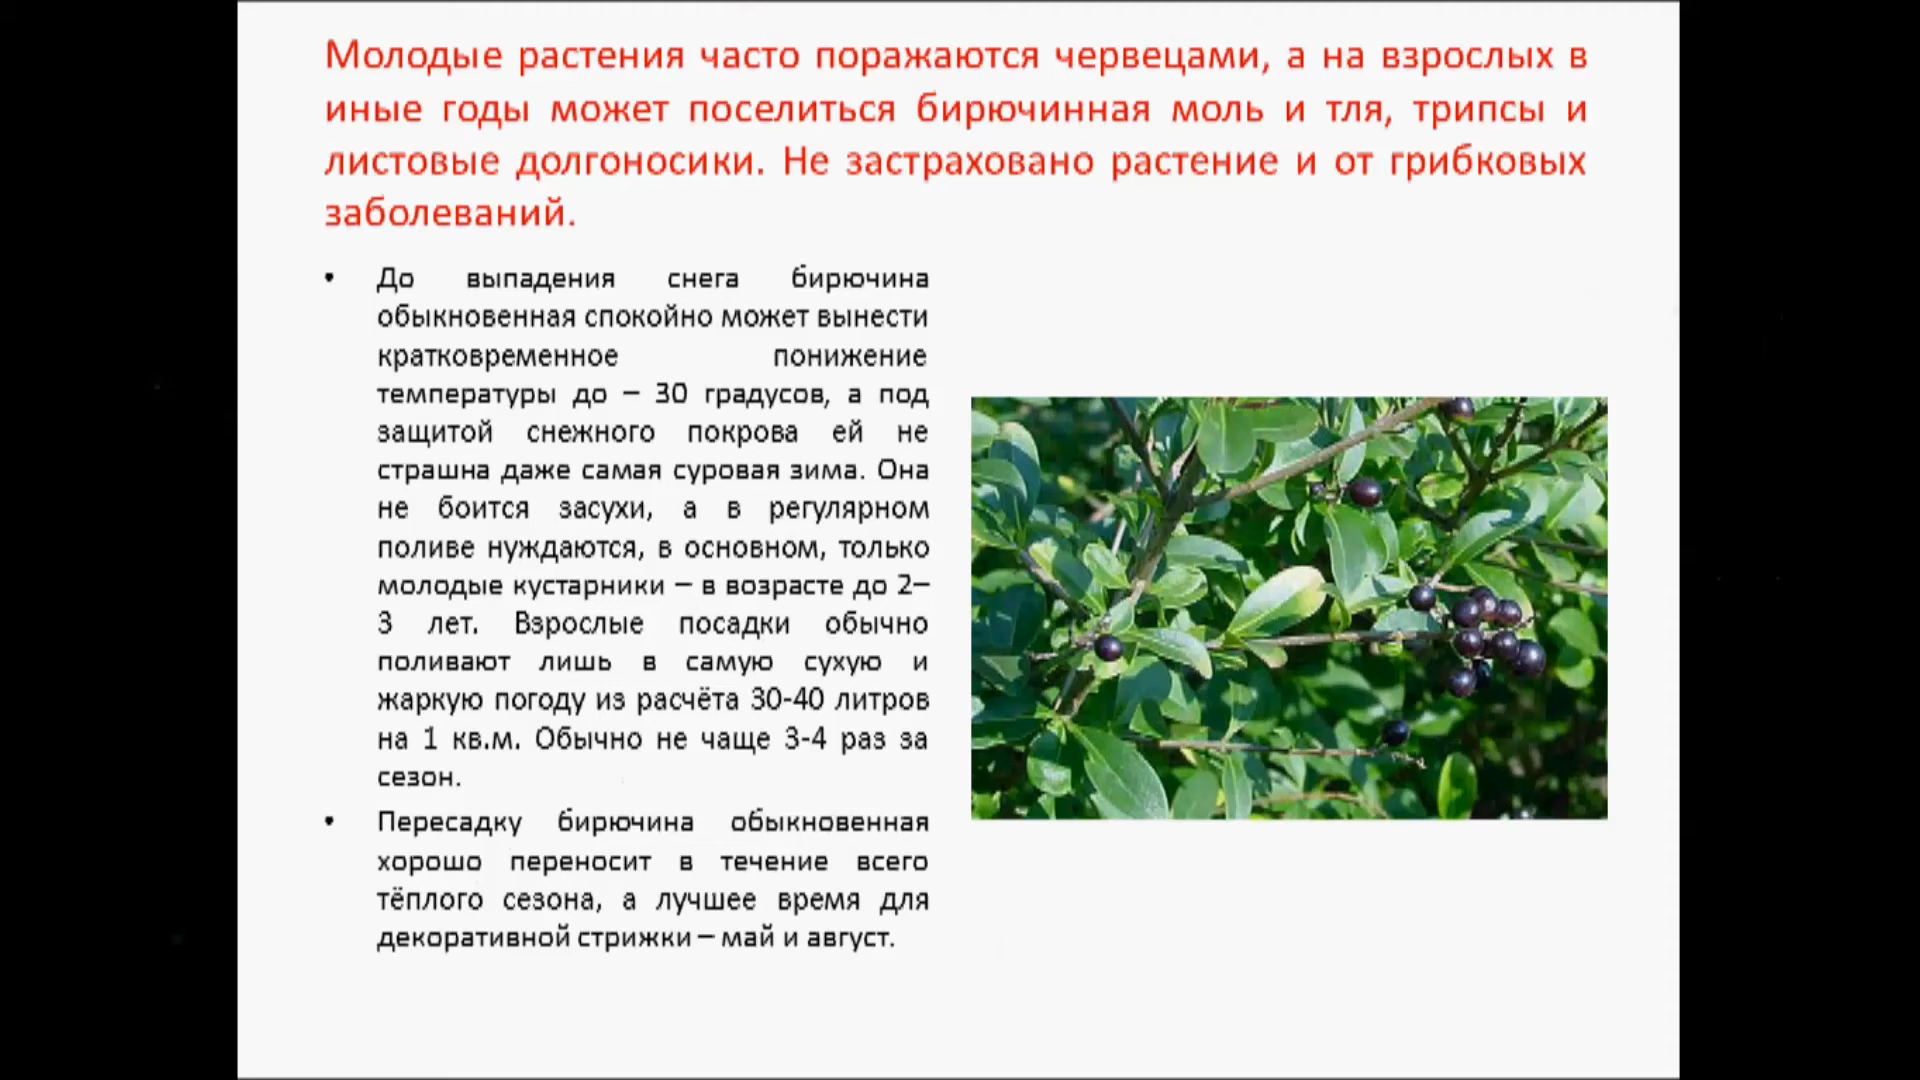 Молодые растения часто поражаются червецами, а на взрослых в
иные годы может поселиться бирючинная моль и тля, трипсы и
листовые долгоносики. Не застраховано растение и от грибковых
заболеваний.
• До выпадения снега бирючина
обыкновенная спокойно может вынести
кратковременное понижение
температуры до – 30 градусов, а под
защитой снежного покрова ей не
страшна даже самая суровая зима. Она
не боится засухи, а в регулярном
поливе нуждаются, в основном, только
молодые кустарники – в возрасте до 2–
3 лет. Взрослые посадки обычно
поливают лишь в самую сухую и
жаркую погоду из расчёта 30-40 литров
на 1 кв.м. Обычно не чаще 3-4 раз за
сезон.
• Пересадку бирючина обыкновенная
хорошо переносит в течение всего
тёплого сезона, а лучшее время для
декоративной стрижки – май и август.